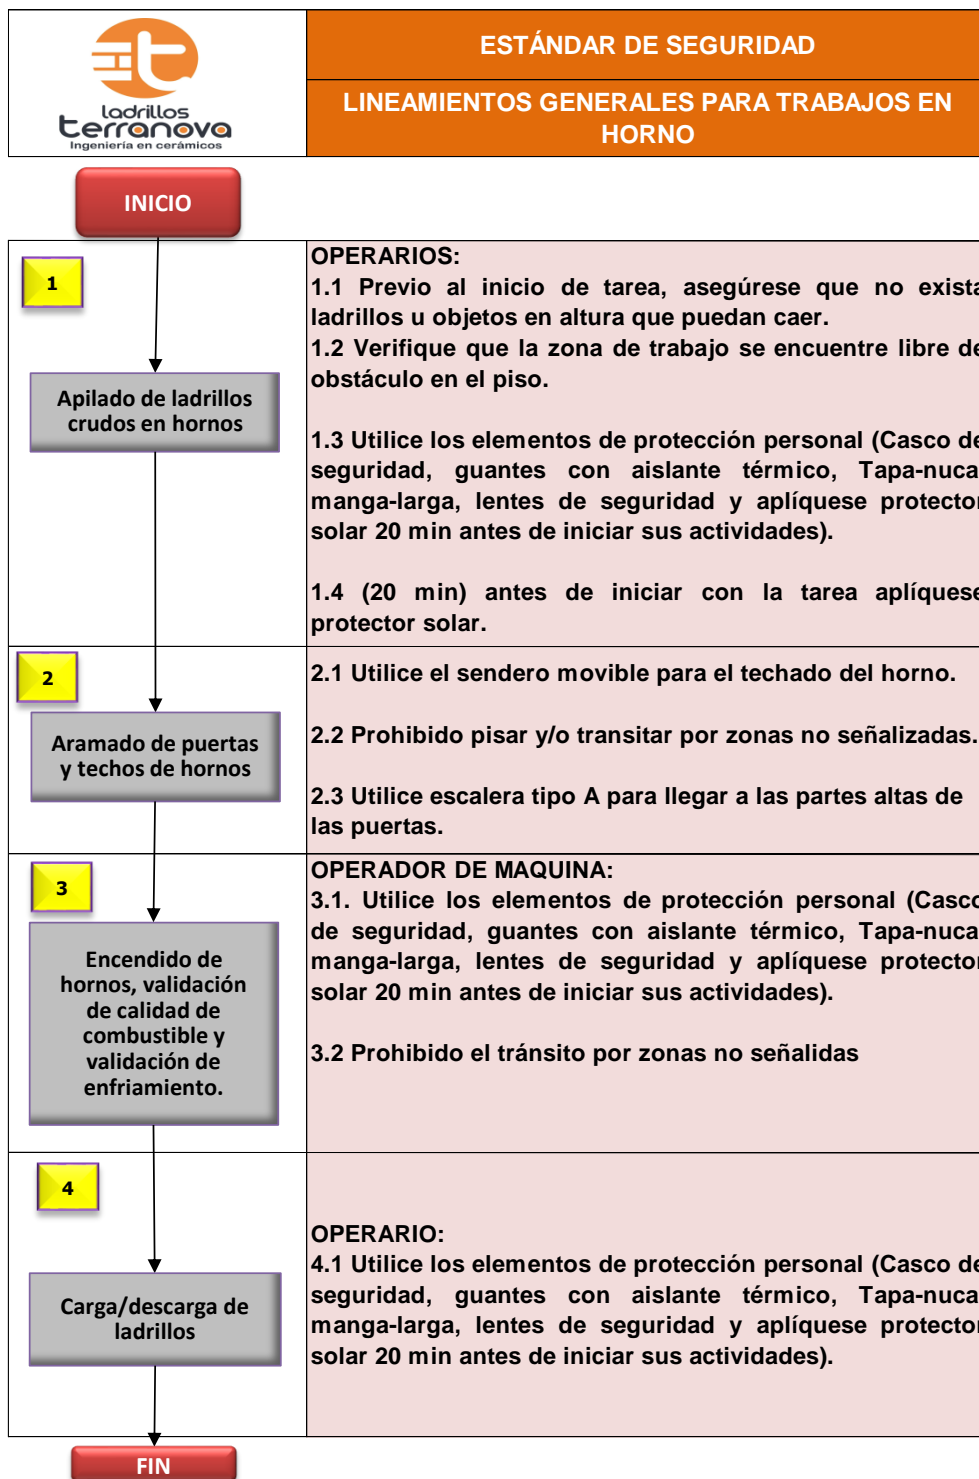 ladrillos
terranova
Ingeniería en cerámicos
ESTÁNDAR DE SEGURIDAD
LINEAMIENTOS GENERALES PARA TRABAJOS EN
HORNO
INICIO
1
Apilado de ladrillos
crudos en hornos
OPERARIOS:
1.1 Previo al inicio de tarea, asegúrese que no exista
ladrillos u objetos en altura que puedan caer.
1.2 Verifique que la zona de trabajo se encuentre libre de
obstáculo en el piso.
1.3 Utilice los elementos de protección personal (Casco de
seguridad, guantes con aislante térmico, Tapa-nuca
manga-larga, lentes de seguridad y aplíquese protector
solar 20 min antes de iniciar sus actividades).
1.4 (20 min) antes de iniciar con la tarea aplíquese
protector solar.
2
Aramado de puertas
y techos de hornos
2.1 Utilice el sendero movible para el techado del horno.
2.2 Prohibido pisar y/o transitar por zonas no señalizadas.
2.3 Utilice escalera tipo A para llegar a las partes altas de
las puertas.
3
Encendido de
hornos, validación
de calidad de
combustible y
validación de
enfriamiento.
OPERADOR DE MAQUINA:
3.1. Utilice los elementos de protección personal (Casco
de seguridad, guantes con aislante térmico, Tapa-nuca
manga-larga, lentes de seguridad y aplíquese protector
solar 20 min antes de iniciar sus actividades).
3.2 Prohibido el tránsito por zonas no señalidas
4
Carga/descarga de
ladrillos
OPERARIO:
4.1 Utilice los elementos de protección personal (Casco de
seguridad, guantes con aislante térmico, Tapa-nuca
manga-larga, lentes de seguridad y aplíquese protector
solar 20 min antes de iniciar sus actividades).
FIN